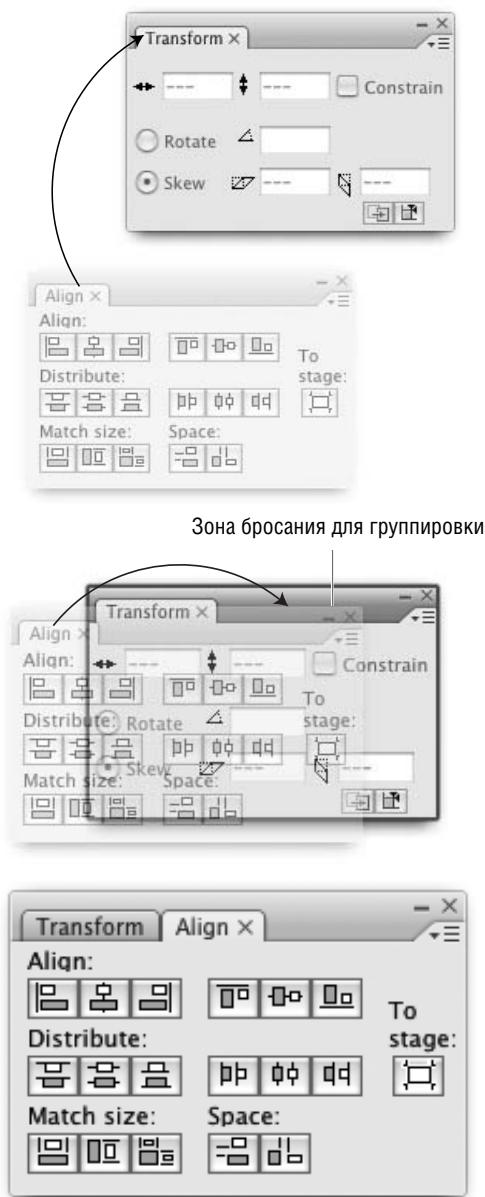 Transform ×
--- --- Constrain
Rotate
Skew --- ---
Align ×
Align:
To
Distribute: stage:
Match size: Space:
Зона бросания для группировки
Transform ×
Align ×
Align: --- --- Constrain
To
Distribute: Rotate stage:
Skew --- ---
Match size: Space:
Transform Align ×
Align:
To
Distribute: stage:
Match size: Space: